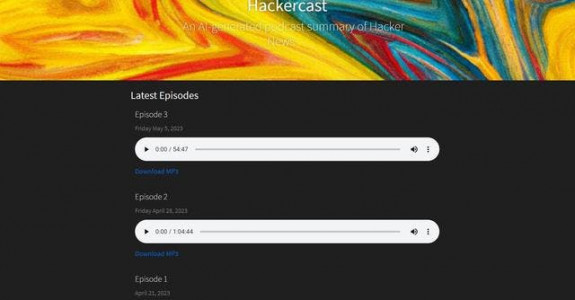 Hackercast
An AI-generated podcast summary of Hacker
News
Latest Episodes
Episode 3
Friday May 5, 2023
0:00 / 54:47
Download MP3
Episode 2
Friday April 28, 2023
0:00 / 1:04:44
Download MP3
Episode 1
April 21, 2023